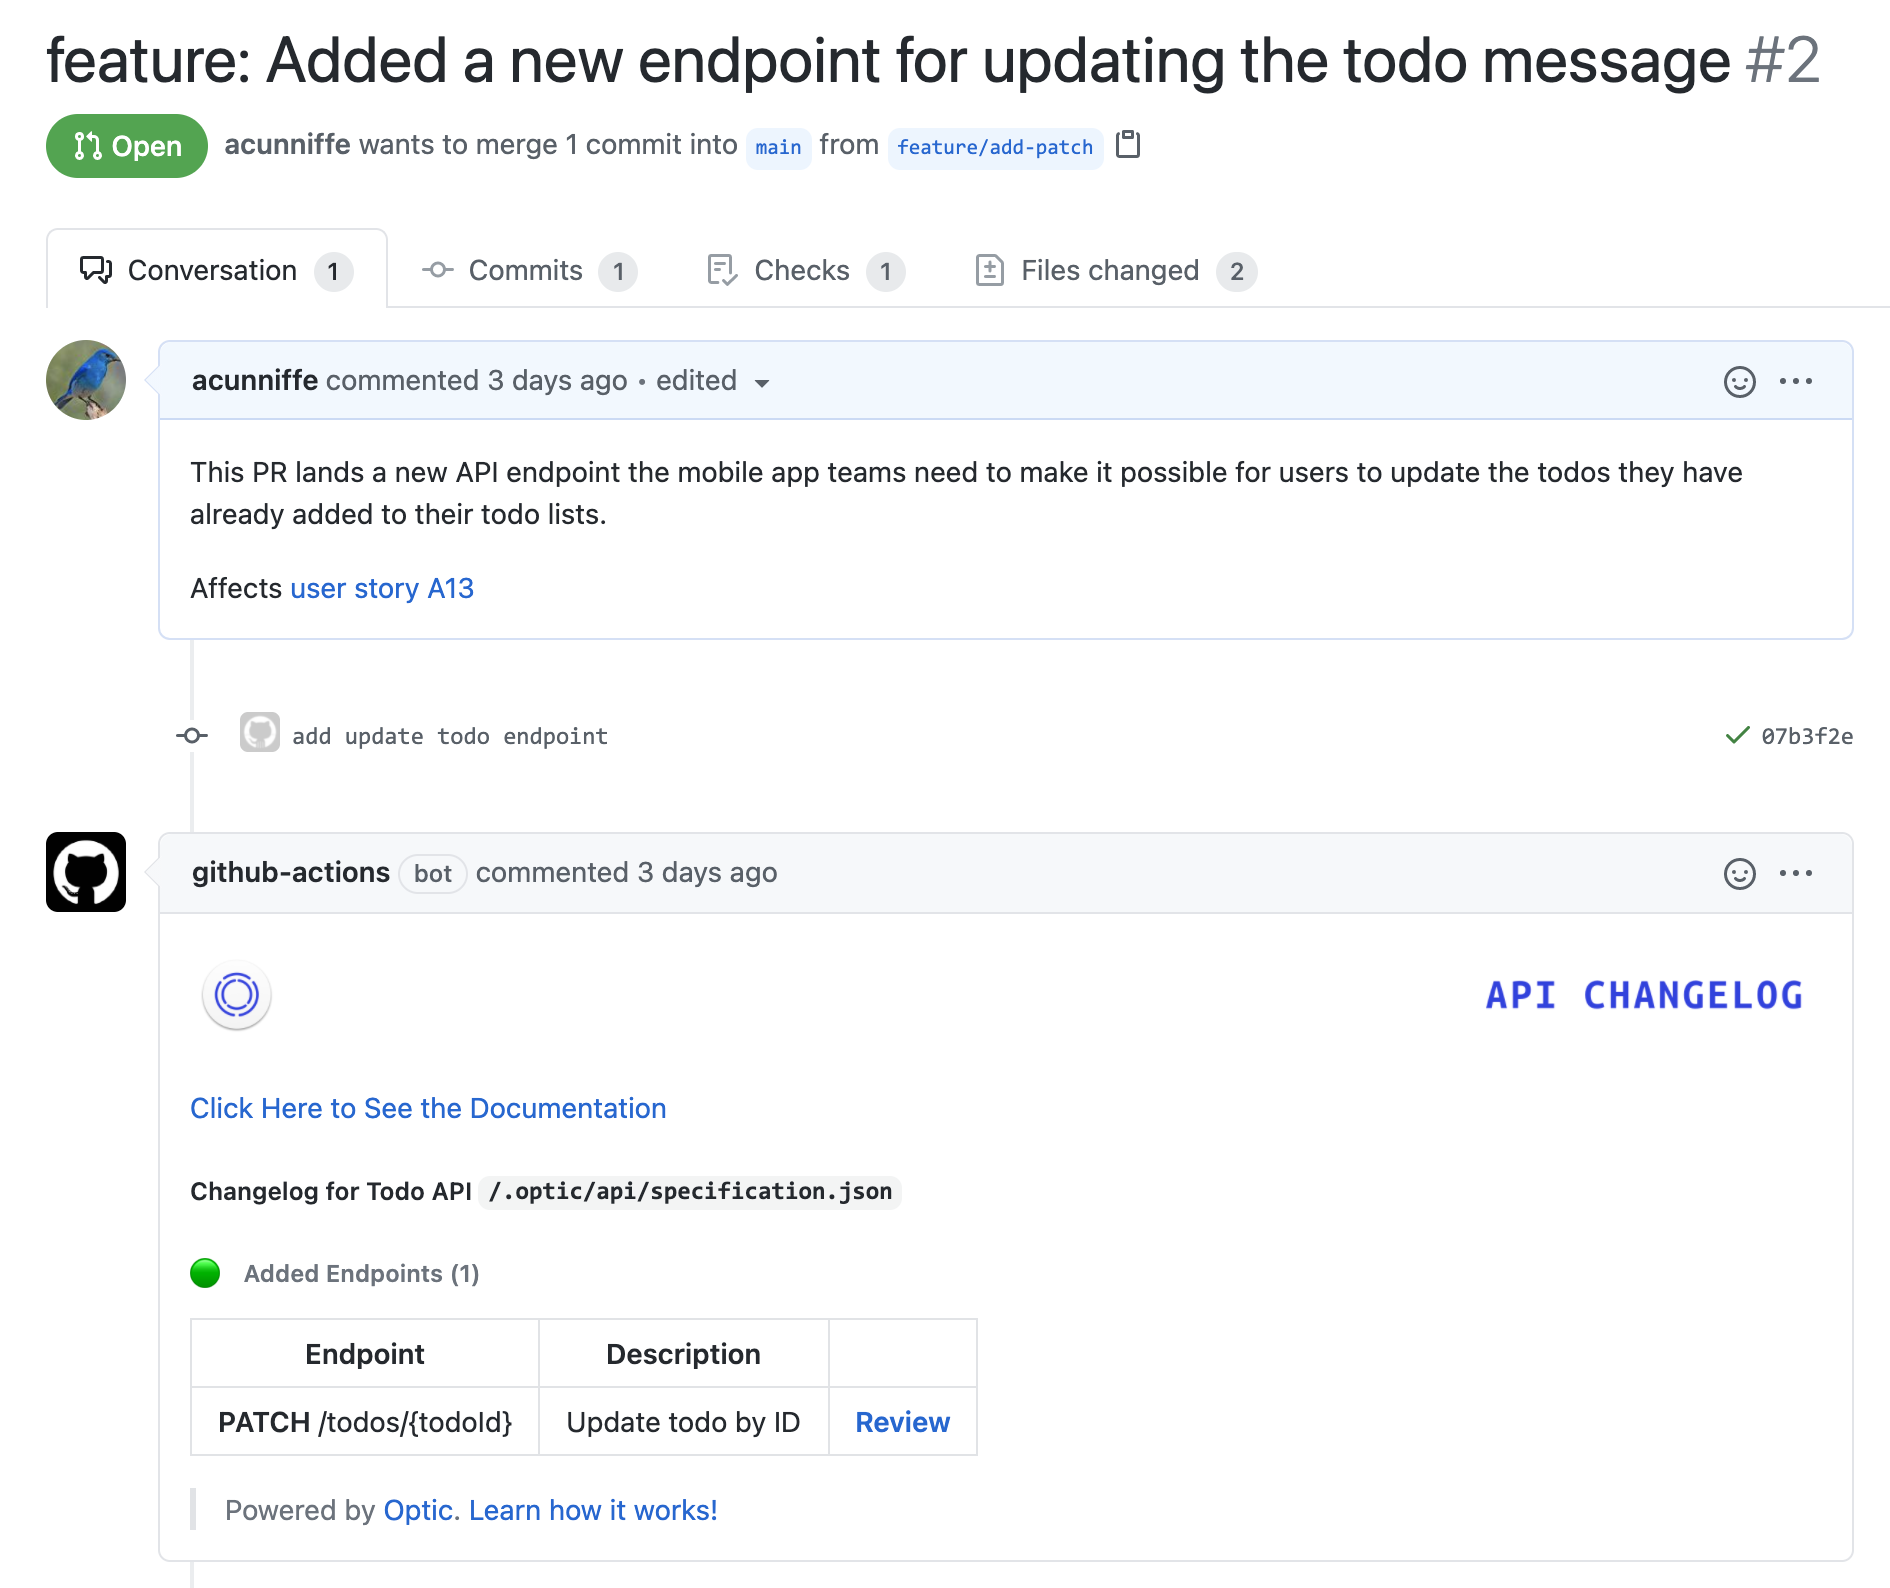 feature: Added a new endpoint for updating the todo message #2
Open acunniffe wants to merge 1 commit into main from feature/add-patch
Conversation 1 Commits 1 Checks 1 Files changed 2
acunniffe commented 3 days ago • edited
This PR lands a new API endpoint the mobile app teams need to make it possible for users to update the todos they have
already added to their todo lists.
Affects user story A13
add update todo endpoint 07b3f2e
github-actions bot commented 3 days ago
API CHANGELOG
Click Here to See the Documentation
Changelog for Todo API /.optic/api/specification.json
Added Endpoints (1)
Endpoint Description
PATCH /todos/{todoId} Update todo by ID Review
Powered by Optic. Learn how it works!